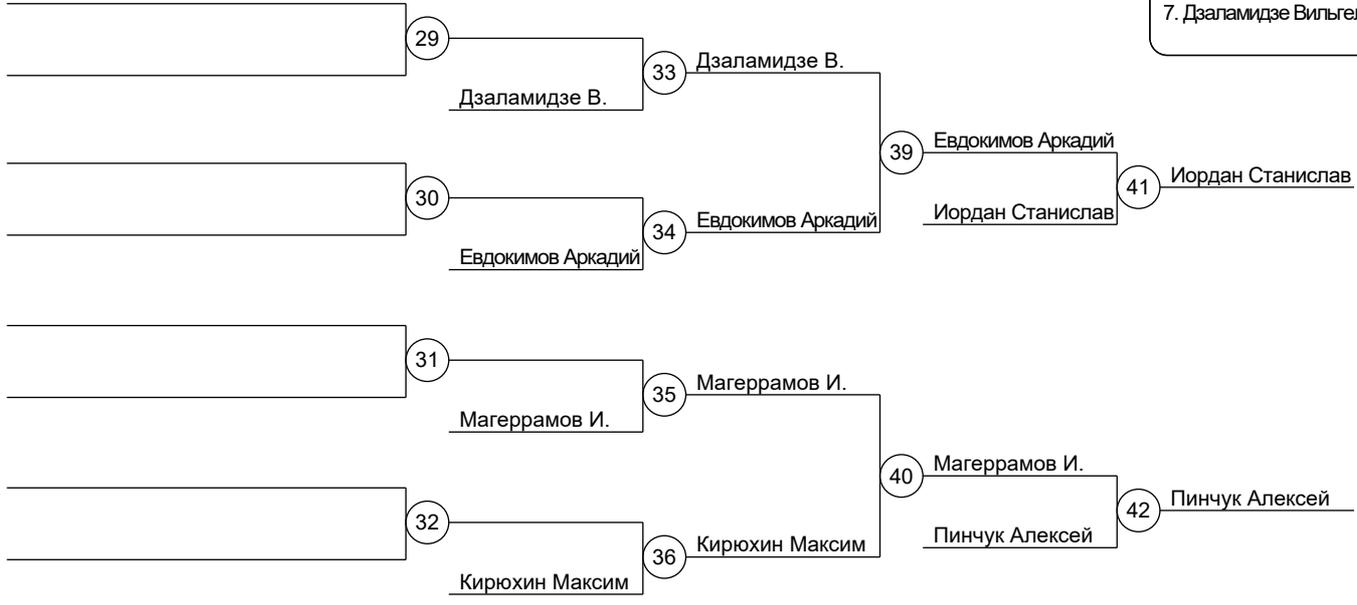 7. Дзаламидзе Вильге
29
Дзаламидзе В.
33
Дзаламидзе В.
39
Евдокимов Аркадий
Иордан Станислав
41
Иордан Станислав
30
Евдокимов Аркадий
34
Евдокимов Аркадий
31
Магеррамов И.
35
Магеррамов И.
40
Магеррамов И.
Пинчук Алексей
42
Пинчук Алексей
32
Кирюхин Максим
36
Кирюхин Максим